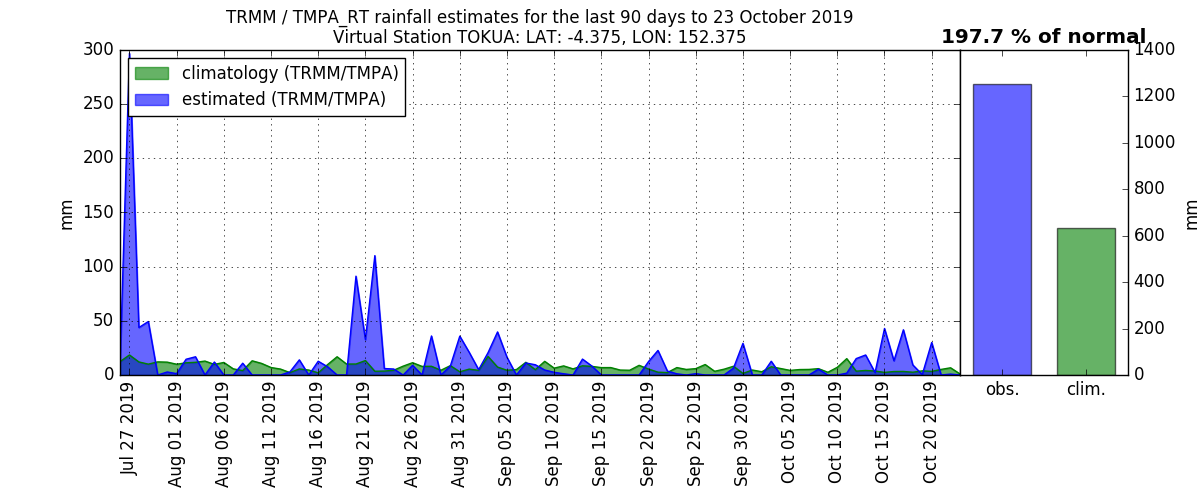 TRMM / TMPA_RT rainfall estimates for the last 90 days to 23 October 2019
Virtual Station TOKUA: LAT: -4.375, LON: 152.375
197.7 % of normal
climatology (TRMM/TMPA)
estimated (TRMM/TMPA)
300
250
200
150
100
50
0
mm
Jul 27 2019
Aug 01 2019
Aug 06 2019
Aug 11 2019
Aug 16 2019
Aug 21 2019
Aug 26 2019
Aug 31 2019
Sep 05 2019
Sep 10 2019
Sep 15 2019
Sep 20 2019
Sep 25 2019
Sep 30 2019
Oct 05 2019
Oct 10 2019
Oct 15 2019
Oct 20 2019
1400
1200
1000
800
600
400
200
0
mm
obs.
clim.